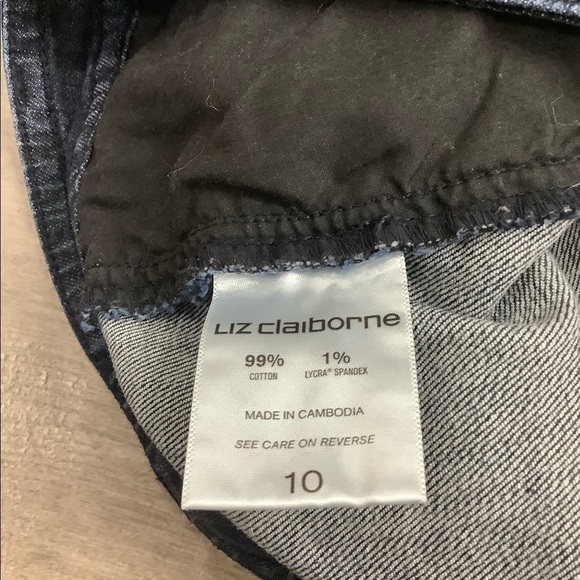 Liz claiborne
99% 1%
COTTON LYCRA® SPANDEX
MADE IN CAMBODIA
SEE CARE ON REVERSE
10